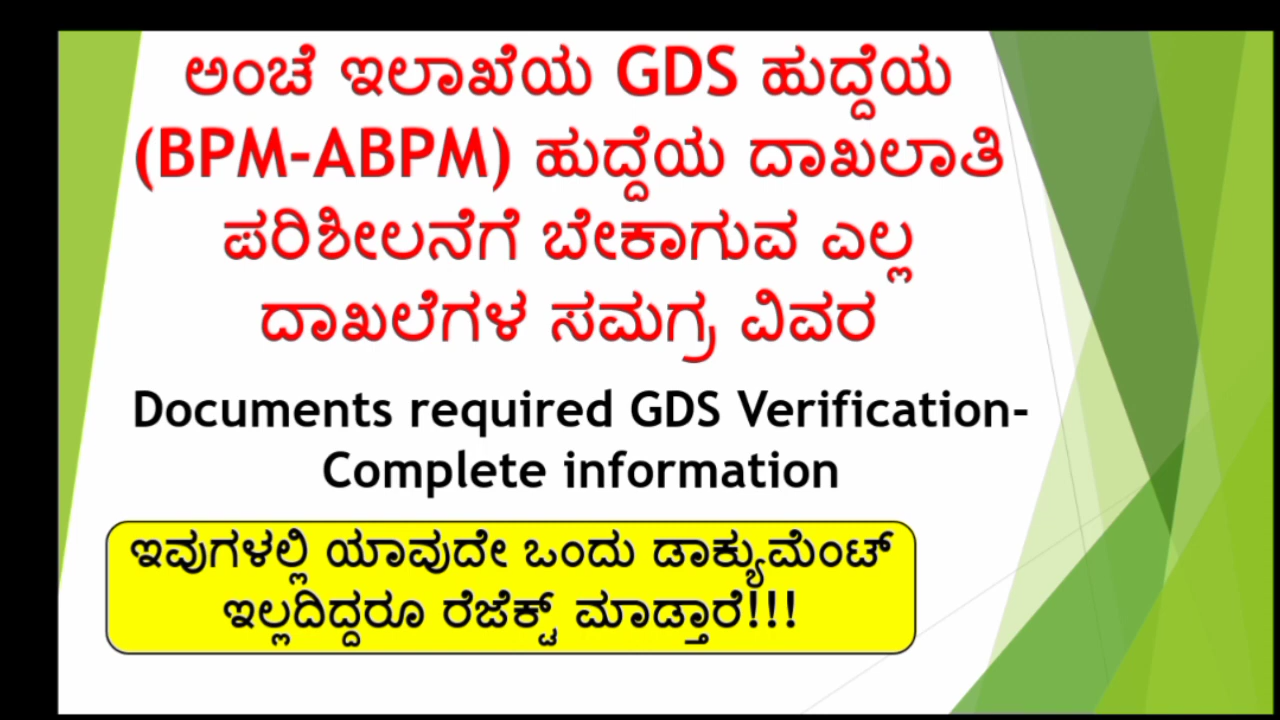 ಅಂಚೆ ಇಲಾಖೆಯ GDS ಹುದ್ದೆಯ
(BPM-ABPM) ಹುದ್ದೆಯ ದಾಖಲಾತಿ
ಪರಿಶೀಲನೆಗೆ ಬೇಕಾಗುವ ಎಲ್ಲ
ದಾಖಲೆಗಳ ಸಮಗ್ರ ವಿವರ
Documents required GDS Verification-
Complete information
ಇವುಗಳಲ್ಲಿ ಯಾವುದೇ ಒಂದು ಡಾಕ್ಯುಮೆಂಟ್
ಇಲ್ಲದಿದ್ದರೂ ರೆಜೆಕ್ಟ್ ಮಾಡ್ತಾರೆ!!!